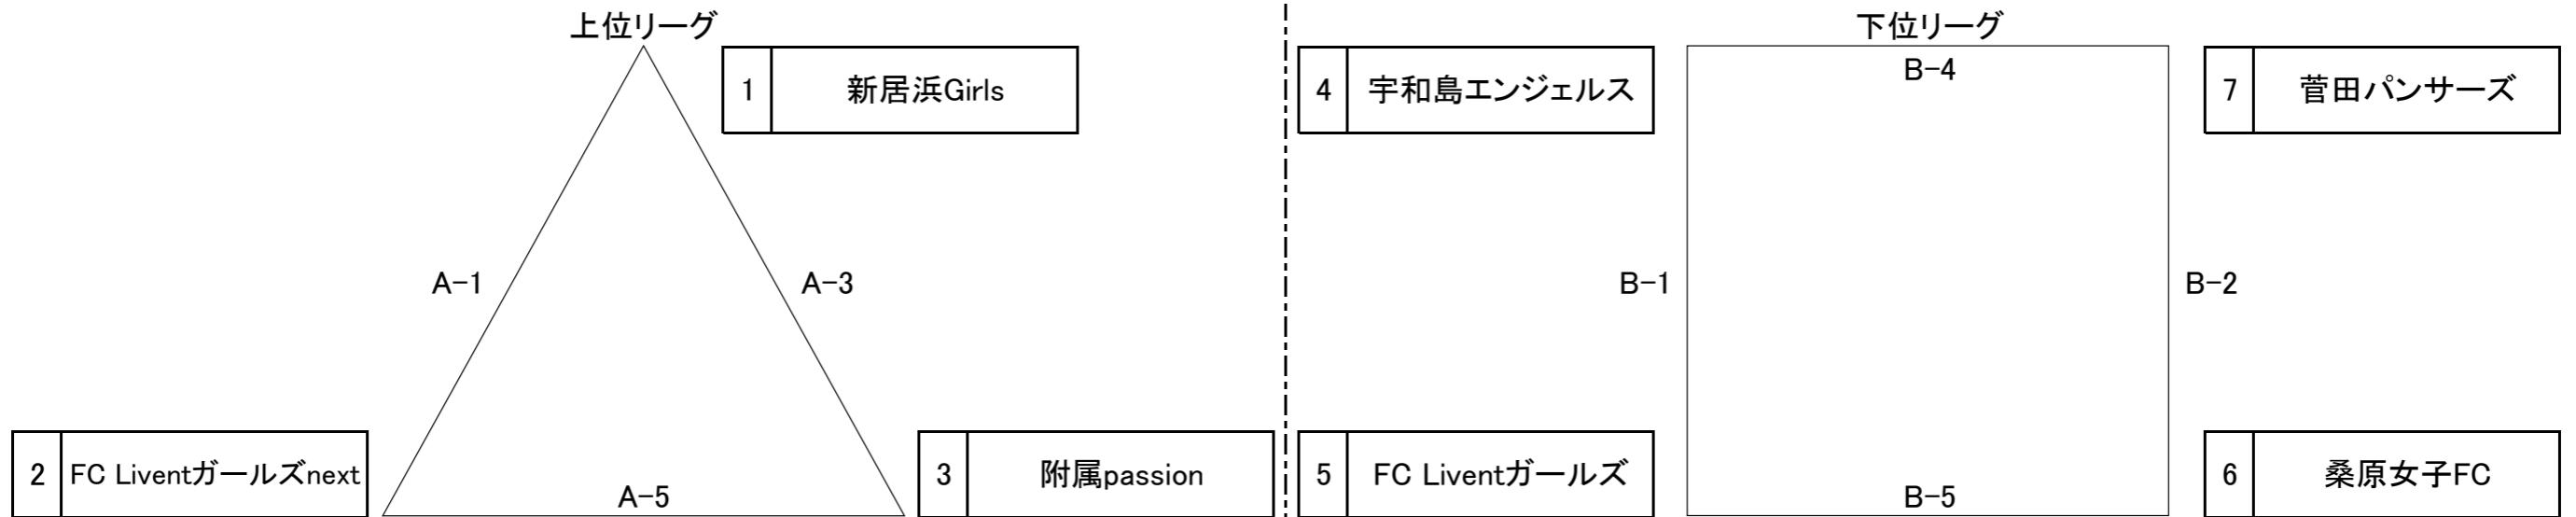 上位リーグ
1 新居浜Girls
A-1
A-3
2 FC Liventガールズnext
A-5
3 附属passion
下位リーグ
4 宇和島エンジェルス
B-4
7 菅田パンサーズ
B-1
B-2
5 FC Liventガールズ
B-5
6 桑原女子FC